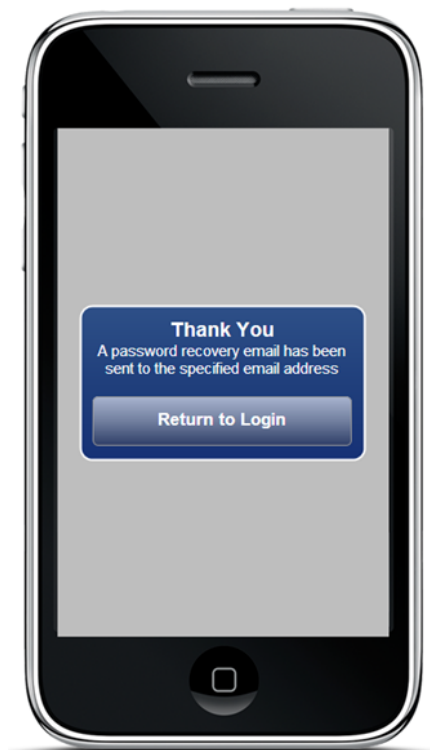 Thank You
A password recovery email has been
sent to the specified email address
Return to Login